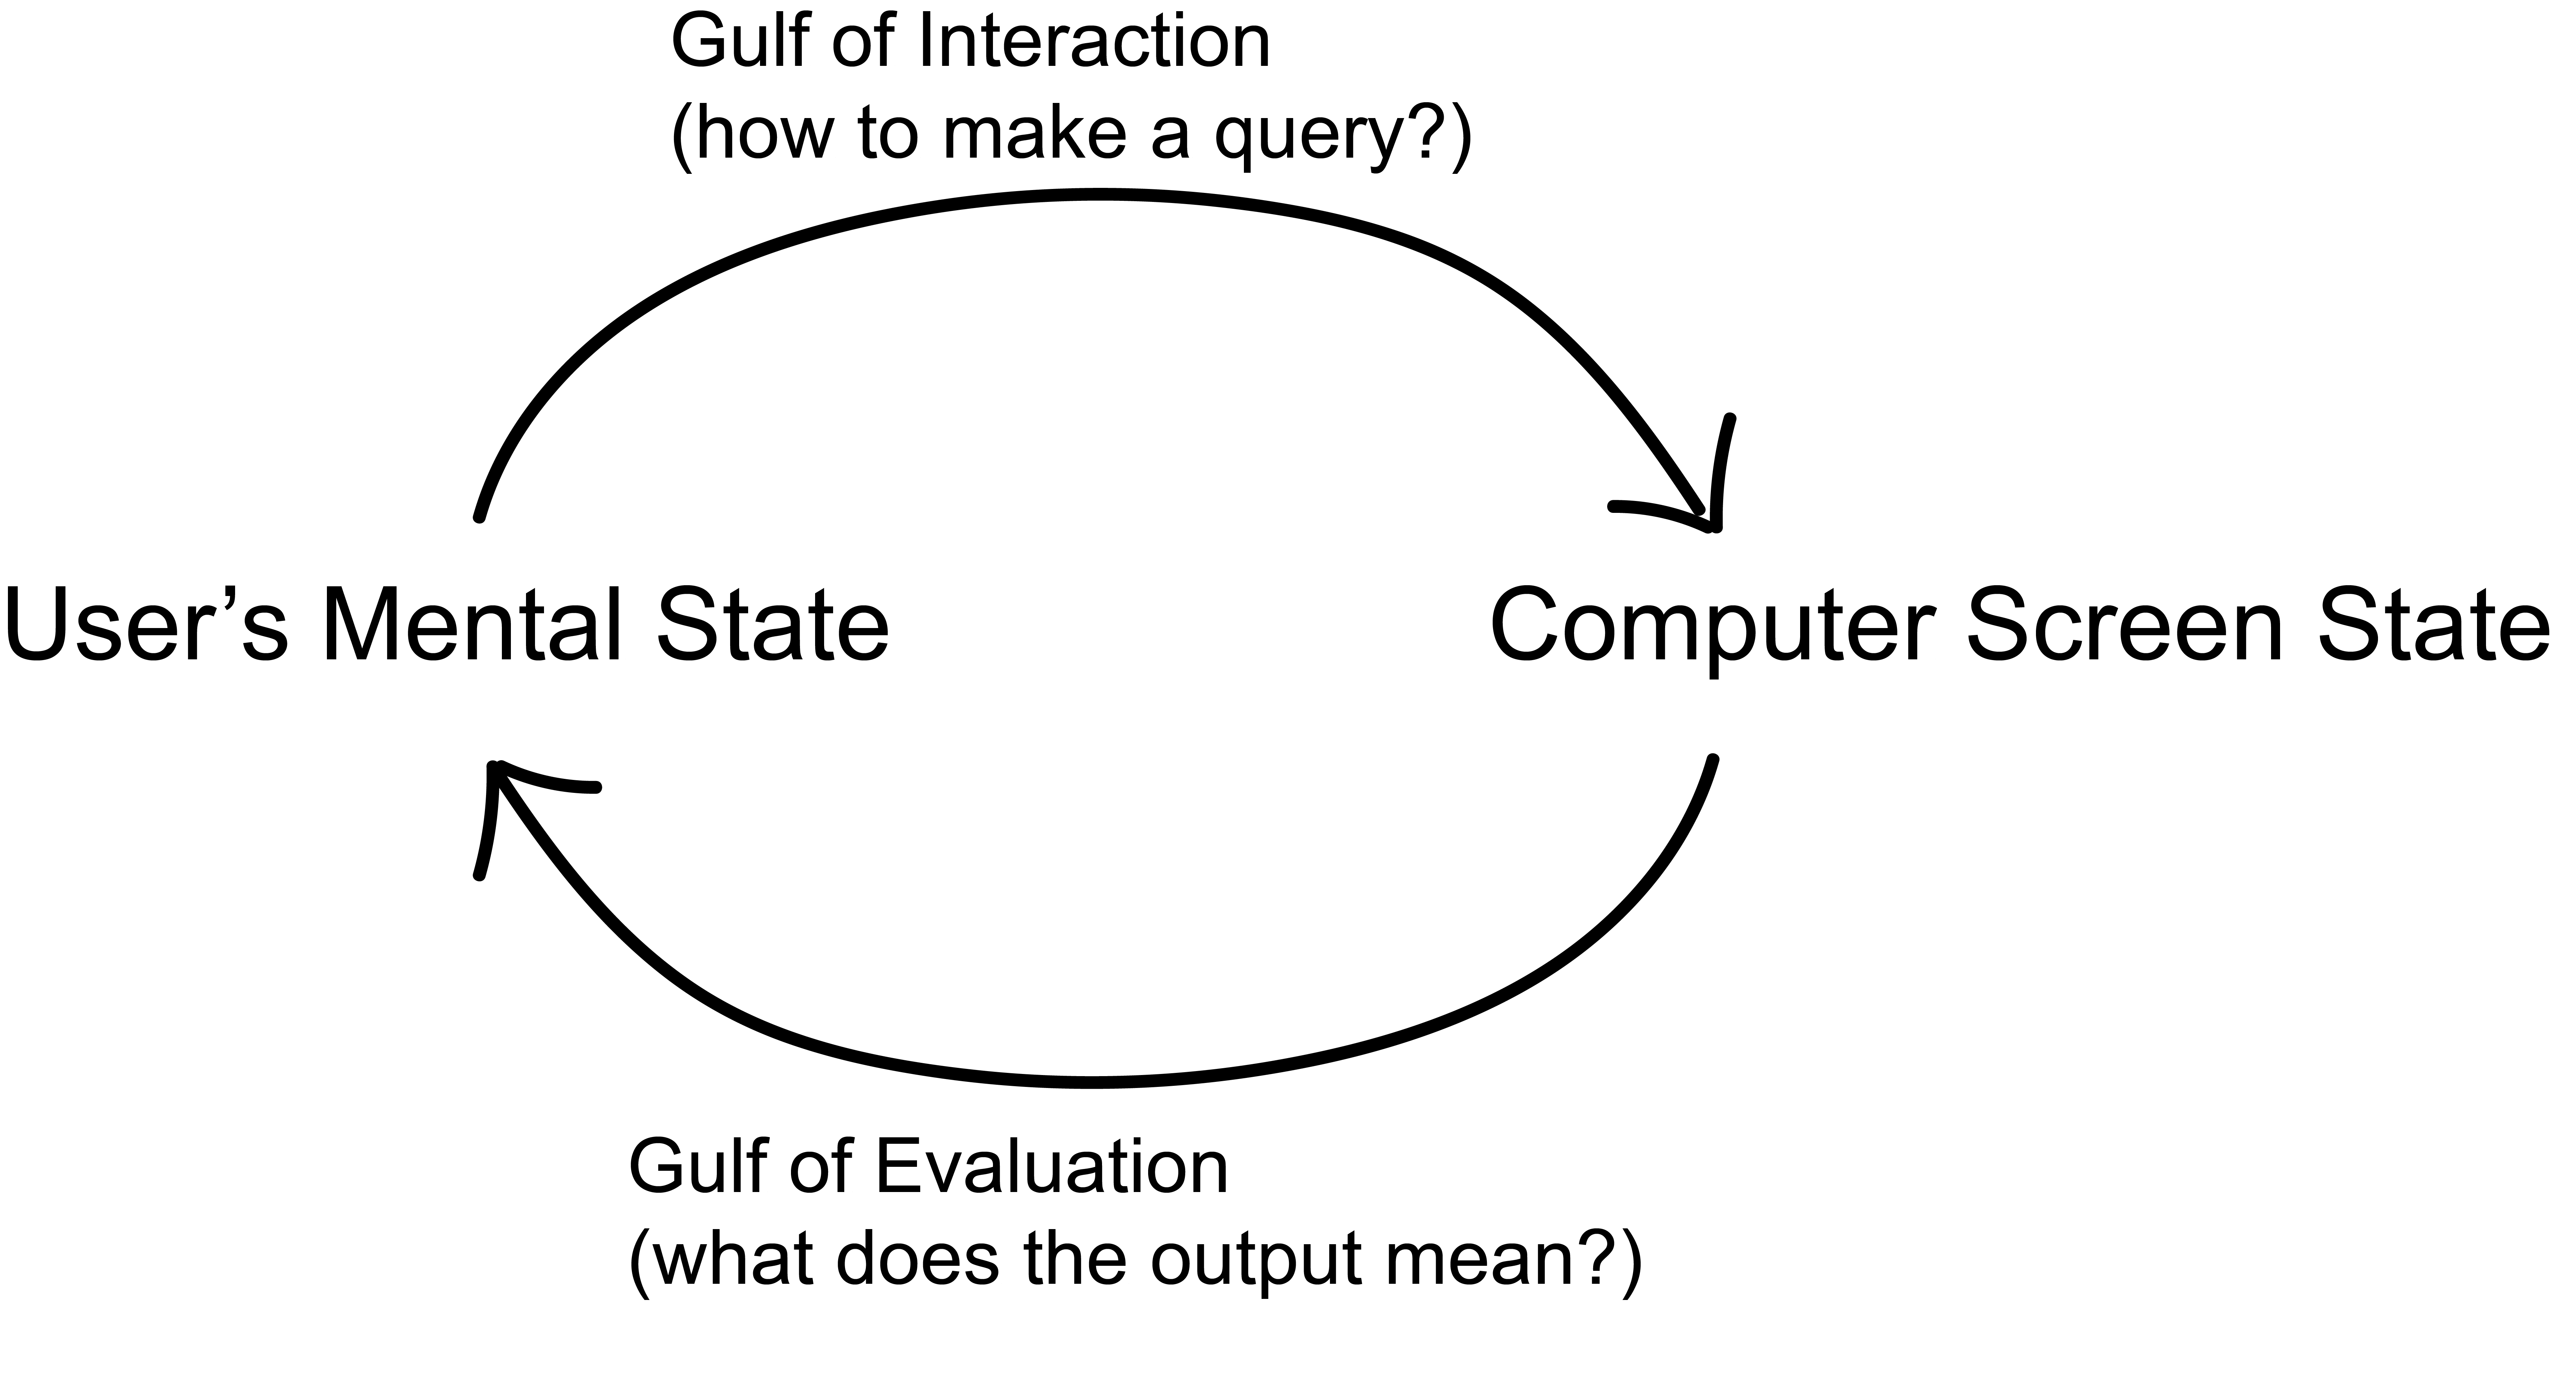 Gulf of Interaction
(how to make a query?)
User’s Mental State
Computer Screen State
Gulf of Evaluation
(what does the output mean?)